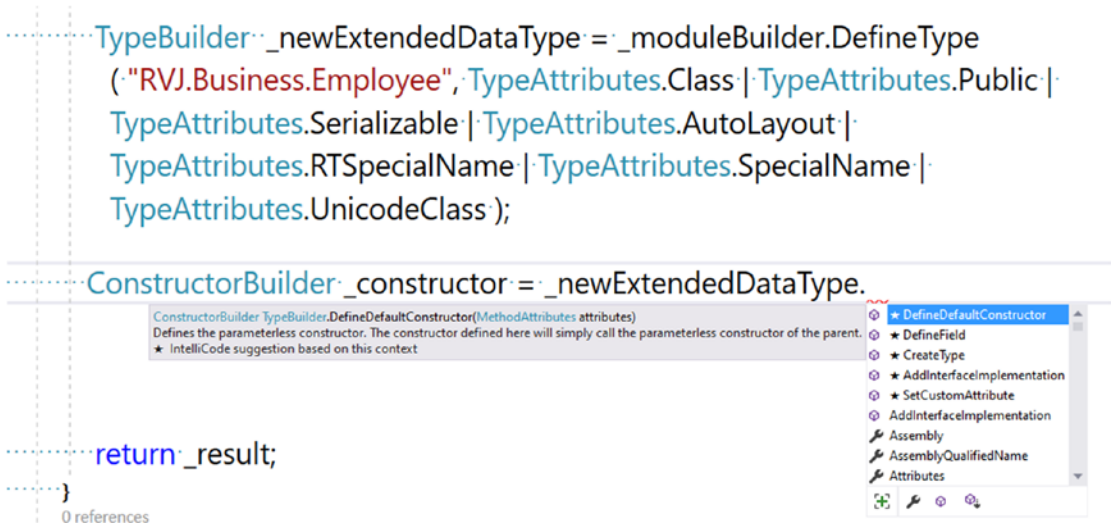 TypeBuilder _newExtendedDataType = _moduleBuilder.DefineType
( "RVJ.Business.Employee", TypeAttributes.Class | TypeAttributes.Public |
TypeAttributes.Serializable | TypeAttributes.AutoLayout |
TypeAttributes.RTSpecialName | TypeAttributes.SpecialName |
TypeAttributes.UnicodeClass );
ConstructorBuilder _constructor = _newExtendedDataType.
ConstructorBuilder TypeBuilder.DefineDefaultConstructor(MethodAttributes attributes)
Defines the parameterless constructor. The constructor defined here will simply call the parameterless constructor of the parent.
★ IntelliCode suggestion based on this context
★ DefineDefaultConstructor
★ DefineField
★ CreateType
★ AddInterfaceImplementation
★ SetCustomAttribute
AddInterfaceImplementation
Assembly
AssemblyQualifiedName
Attributes
return _result;
}
0 references